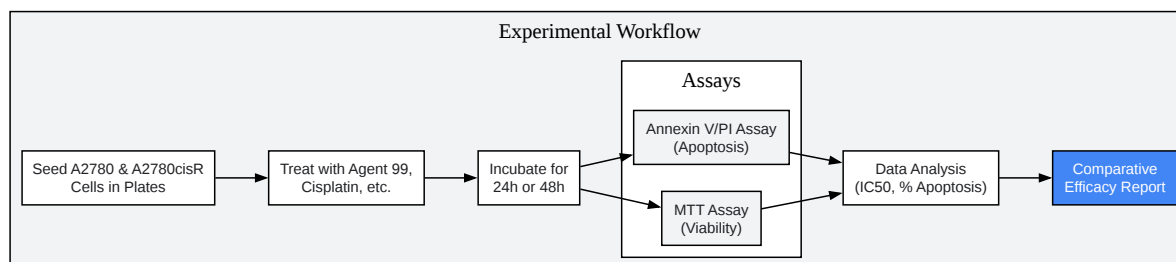 Experimental Workflow
Seed A2780 & A2780cisR
Cells in Plates
Treat with Agent 99,
Cisplatin, etc.
Incubate for
24h or 48h
Assays
Annexin V/PI Assay
(Apoptosis)
MTT Assay
(Viability)
Data Analysis
(IC50, % Apoptosis)
Comparative
Efficacy Report